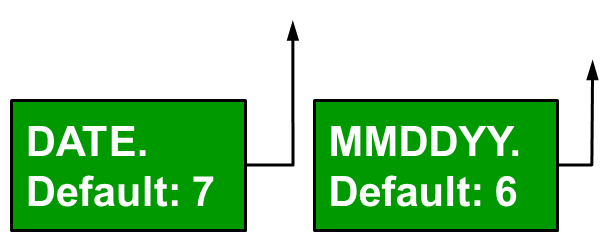 DATE.
Default: 7
MMDDYY.
Default: 6